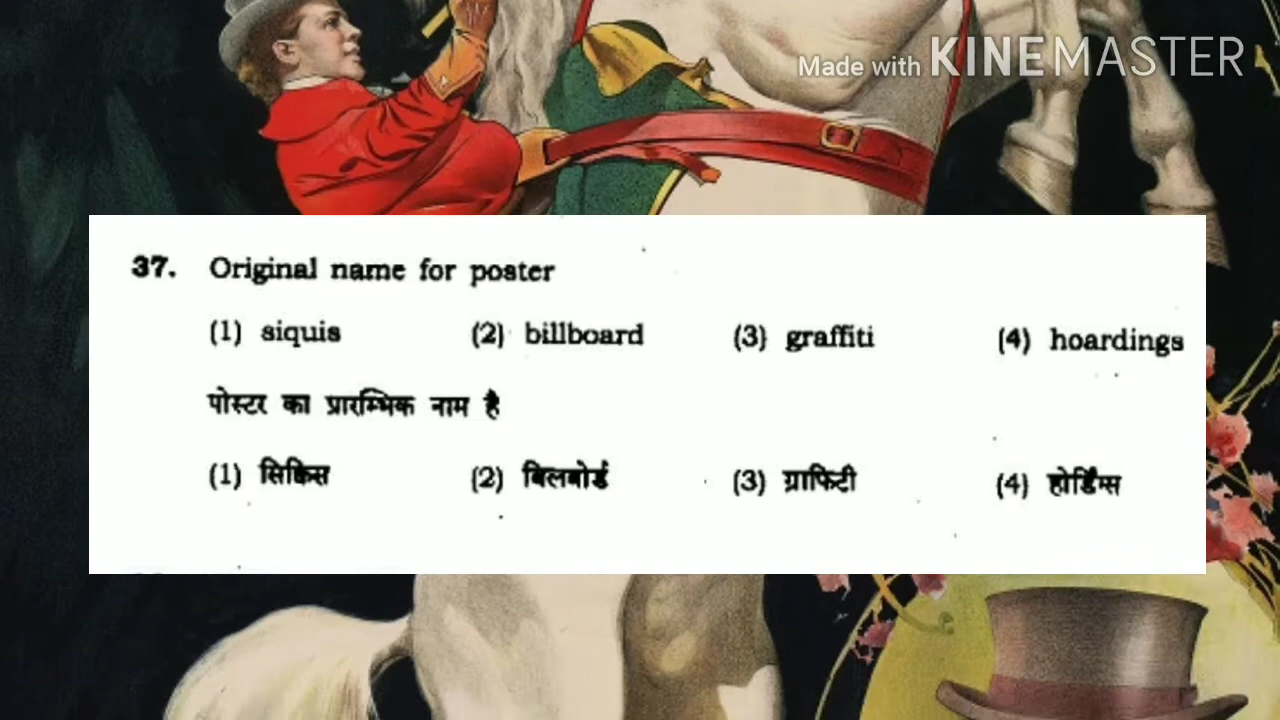 Made with KINEMASTER
37. Original name for poster
(1) siquis (2) billboard (3) graffiti (4) hoardings
पोस्टर का प्रारम्भिक नाम है
(1) सिक्विस (2) बिलबोर्ड (3) ग्राफिटी (4) होर्डिंग्स